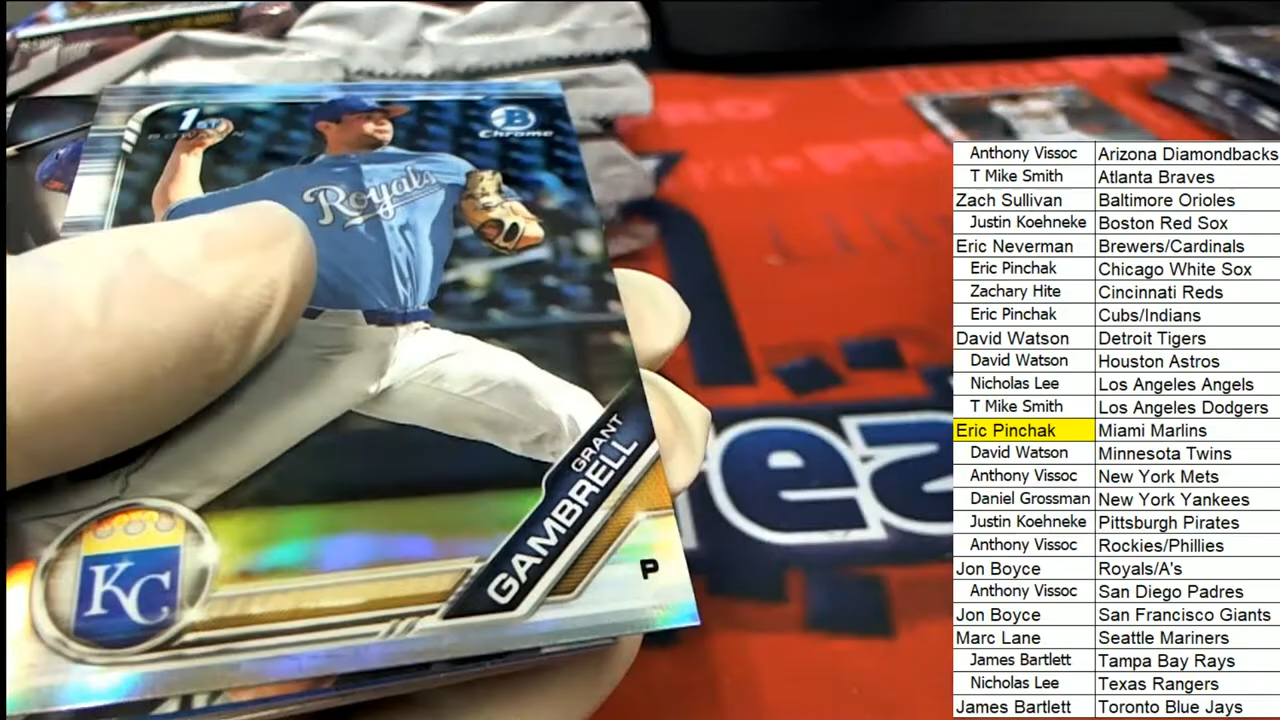 1ST
BOWMAN
B
Chrome
Royals
GRANT
GAMBRELL
P
KC
Anthony Vissoc Arizona Diamondbacks
T Mike Smith Atlanta Braves
Zach Sullivan Baltimore Orioles
Justin Koehneke Boston Red Sox
Eric Neverman Brewers/Cardinals
Eric Pinchak Chicago White Sox
Zachary Hite Cincinnati Reds
Eric Pinchak Cubs/Indians
David Watson Detroit Tigers
David Watson Houston Astros
Nicholas Lee Los Angeles Angels
T Mike Smith Los Angeles Dodgers
Eric Pinchak Miami Marlins
David Watson Minnesota Twins
Anthony Vissoc New York Mets
Daniel Grossman New York Yankees
Justin Koehneke Pittsburgh Pirates
Anthony Vissoc Rockies/Phillies
Jon Boyce Royals/A's
Anthony Vissoc San Diego Padres
Jon Boyce San Francisco Giants
Marc Lane Seattle Mariners
James Bartlett Tampa Bay Rays
Nicholas Lee Texas Rangers
James Bartlett Toronto Blue Jays